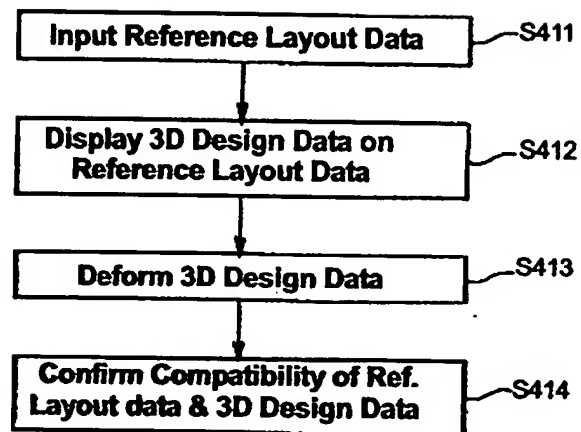 Input Reference Layout Data
S411
Display 3D Design Data on
Reference Layout Data
S412
Deform 3D Design Data
S413
Confirm Compatibility of Ref.
Layout data & 3D Design Data
S414